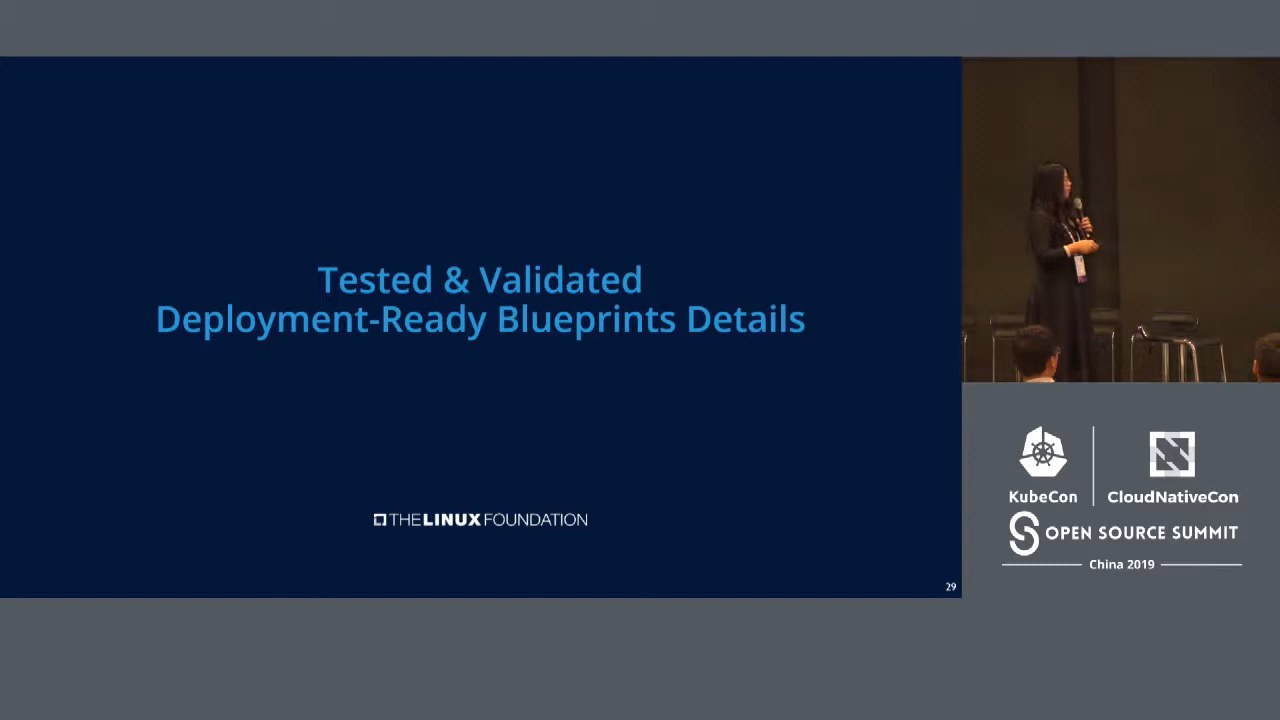 Tested & Validated
Deployment-Ready Blueprints Details
THE LINUX FOUNDATION
29
KubeCon
CloudNativeCon
OPEN SOURCE SUMMIT
China 2019